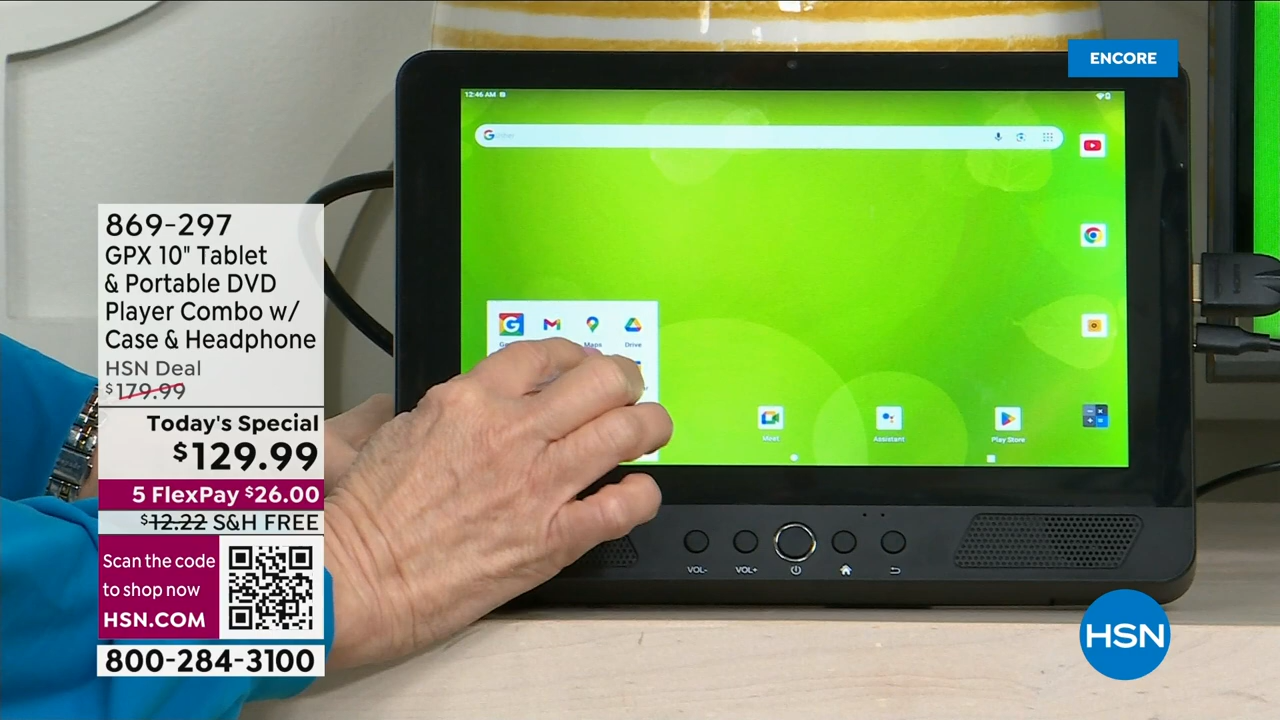 ENCORE
12:46 AM
869-297
GPX 10" Tablet
& Portable DVD
Player Combo w/
Case & Headphone
HSN Deal
$179.99
Today's Special
$129.99
5 FlexPay $26.00
$12.22 S&H FREE
Scan the code
to shop now
HSN.COM
800-284-3100
Maps
Drive
Meet
Assistant
Play Store
VOL-
VOL+
HSN